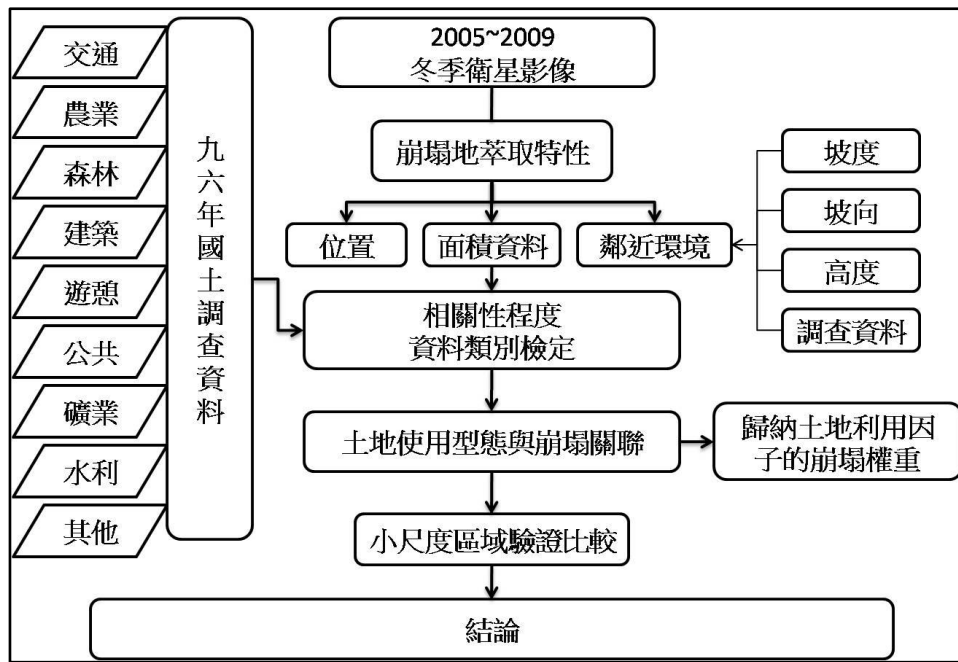 交通
農業
森林
建築
遊憩
公共
礦業
水利
其他
九六年國土調查資料
2005~2009
冬季衛星影像
崩塌地萃取特性
位置
面積資料
鄰近環境
坡度
坡向
高度
調查資料
相關性程度
資料類別檢定
土地使用型態與崩塌關聯
歸納土地利用因
子的崩塌權重
小尺度區域驗證比較
結論